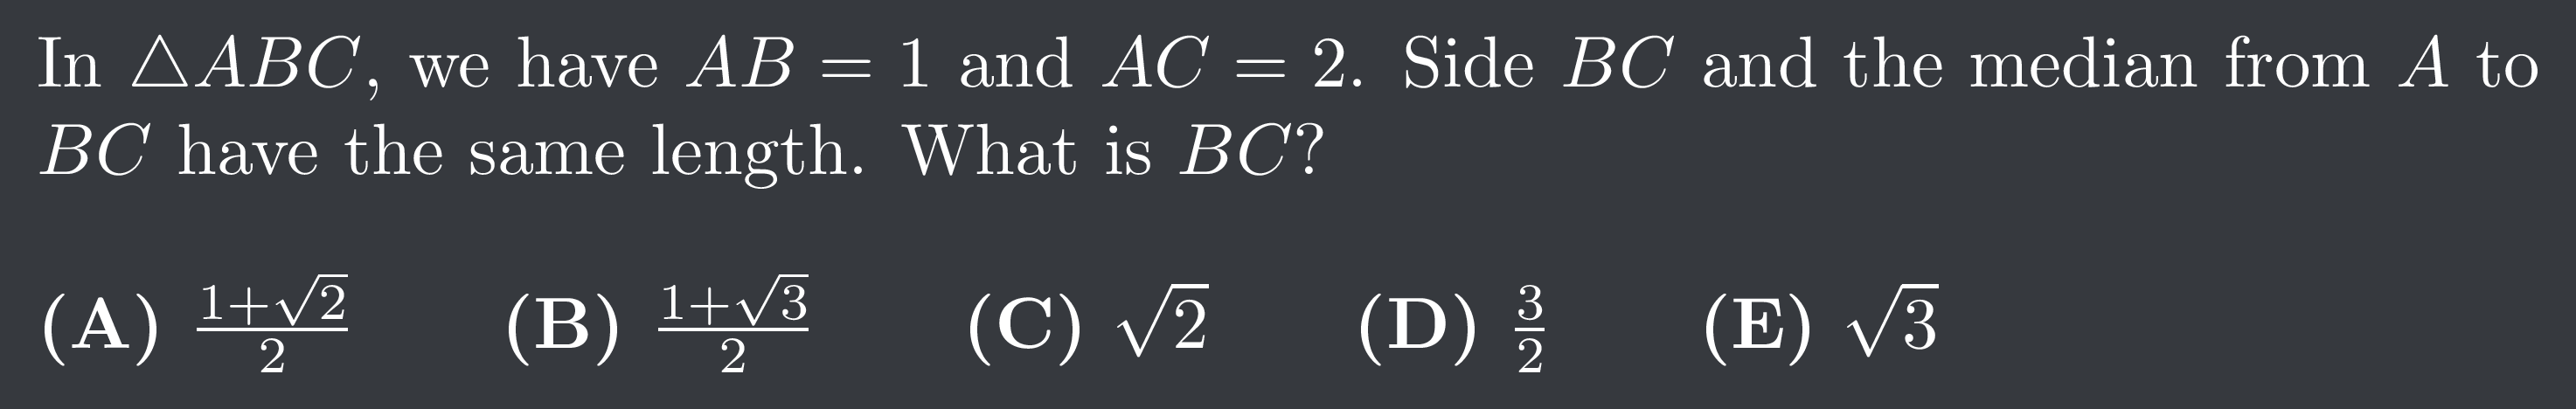 In △ABC, we have AB = 1 and AC = 2. Side BC and the median from A to
BC have the same length. What is BC?
(A) \frac{1+\sqrt{2}}{2} (B) \frac{1+\sqrt{3}}{2} (C) \sqrt{2} (D) \frac{3}{2} (E) \sqrt{3}